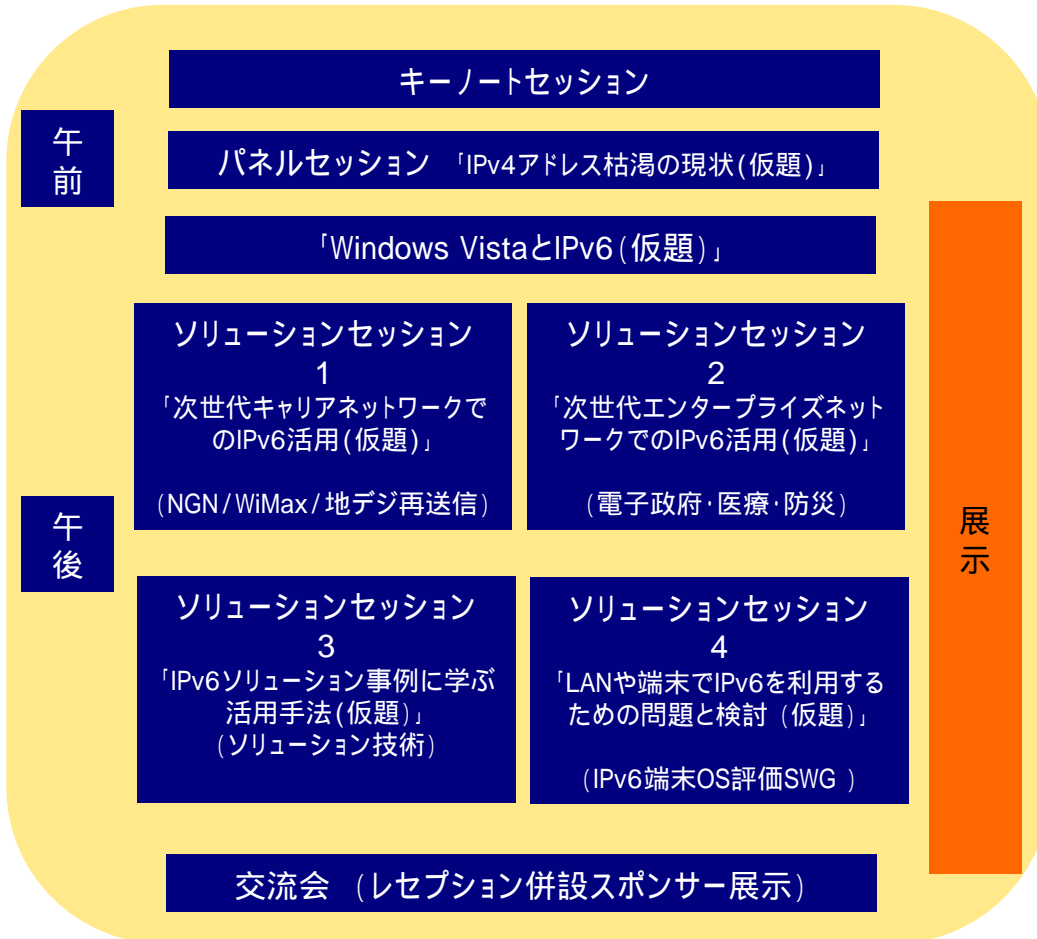 キーノートセッション
午
前
パネルセッション 「IPv4アドレス枯渇の現状(仮題)」
「Windows VistaとIPv6(仮題)」
ソリューションセッション
1
「次世代キャリアネットワークで
のIPv6活用(仮題)」
(NGN/WiMax/地デジ再送信)
ソリューションセッション
2
「次世代エンタープライズネット
ワークでのIPv6活用(仮題)」
(電子政府・医療・防災)
午
後
展
示
ソリューションセッション
3
「IPv6ソリューション事例に学ぶ
活用手法(仮題)」
(ソリューション技術)
ソリューションセッション
4
「LANや端末でIPv6を利用する
ための問題と検討 (仮題)」
(IPv6端末OS評価SWG )
交流会 (レセプション併設スポンサー展示)